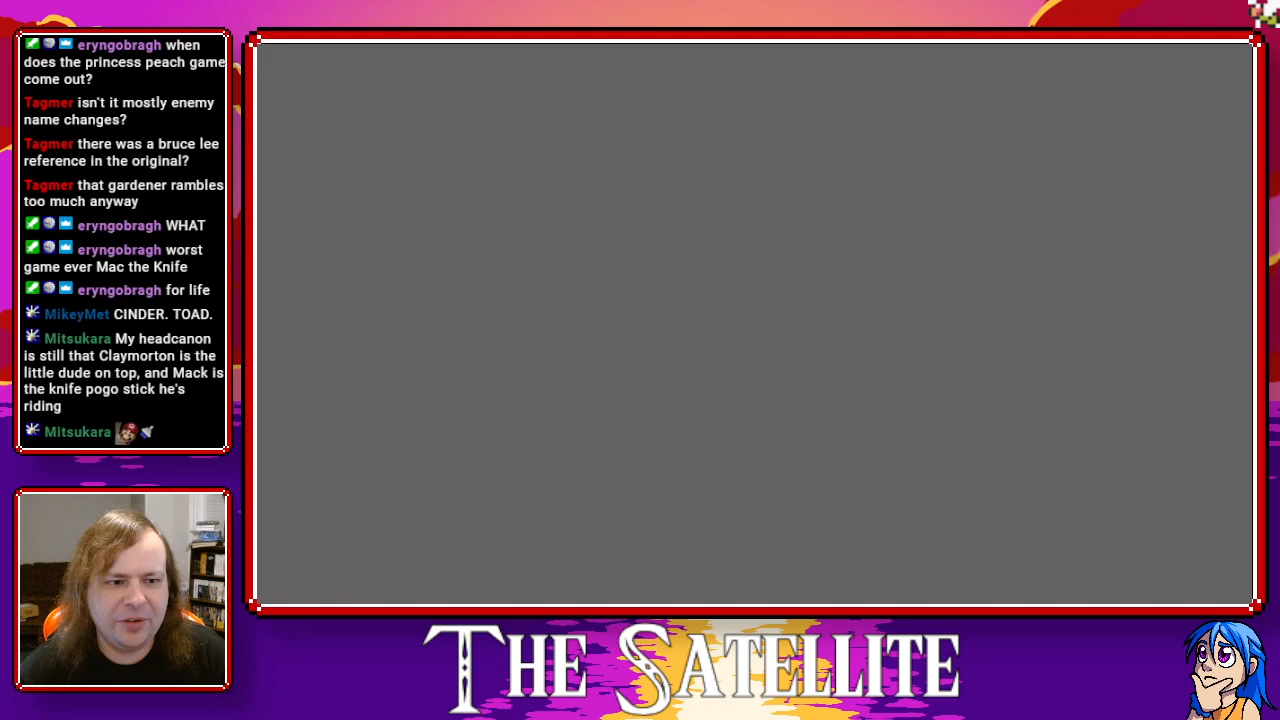 eryngobragh when
does the princess peach game
come out?
Tagmer isn't it mostly enemy
name changes?
Tagmer there was a bruce lee
reference in the original?
Tagmer that gardener rambles
too much anyway
eryngobragh WHAT
eryngobragh worst
game ever Mac the Knife
eryngobragh for life
MikeyMet CINDER. TOAD.
Mitsukara My headcanon
is still that Claymorton is the
little dude on top, and Mack is
the knife pogo stick he's
riding
Mitsukara
THE SATELLITE